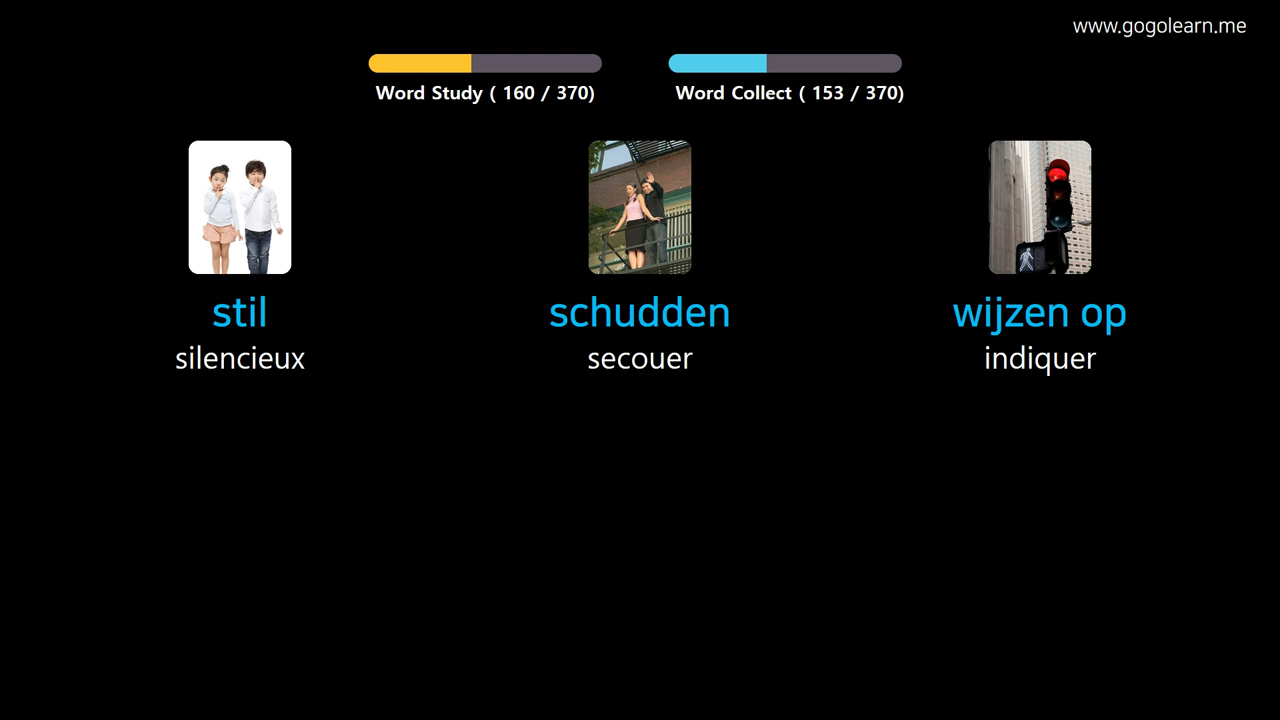 www.gogolearn.me
Word Study ( 160 / 370)
Word Collect ( 153 / 370)
stil
silencieux
schudden
secouer
wijzen op
indiquer